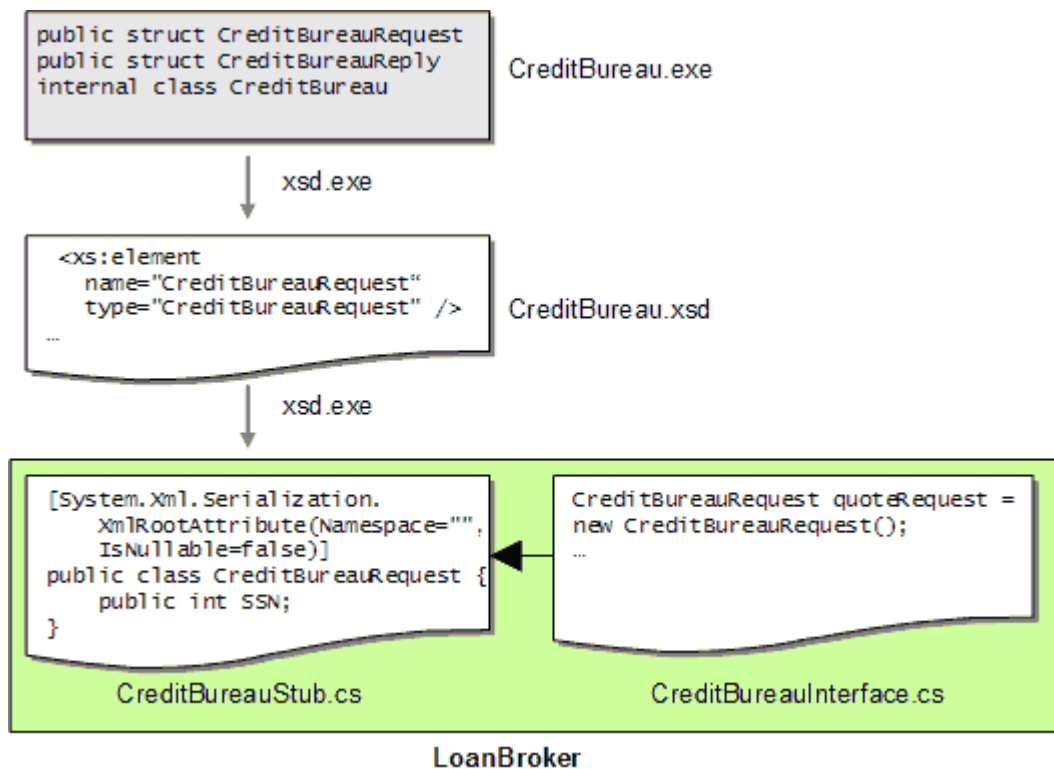 public struct CreditBureauRequest
public struct CreditBureauReply
internal class CreditBureau
CreditBureau.exe
xsd.exe
<xs:element
name="CreditBureauRequest“
type="CreditBureauRequest" />
…
CreditBureau.xsd
xsd.exe
[System.Xml.Serialization.
XmlRootAttribute(Namespace="",
IsNullable=false)]
public class CreditBureauRequest {
public int SSN;
}
CreditBureauStub.cs
CreditBureauRequest quoteRequest =
new CreditBureauRequest();
…
CreditBureauInterface.cs
LoanBroker